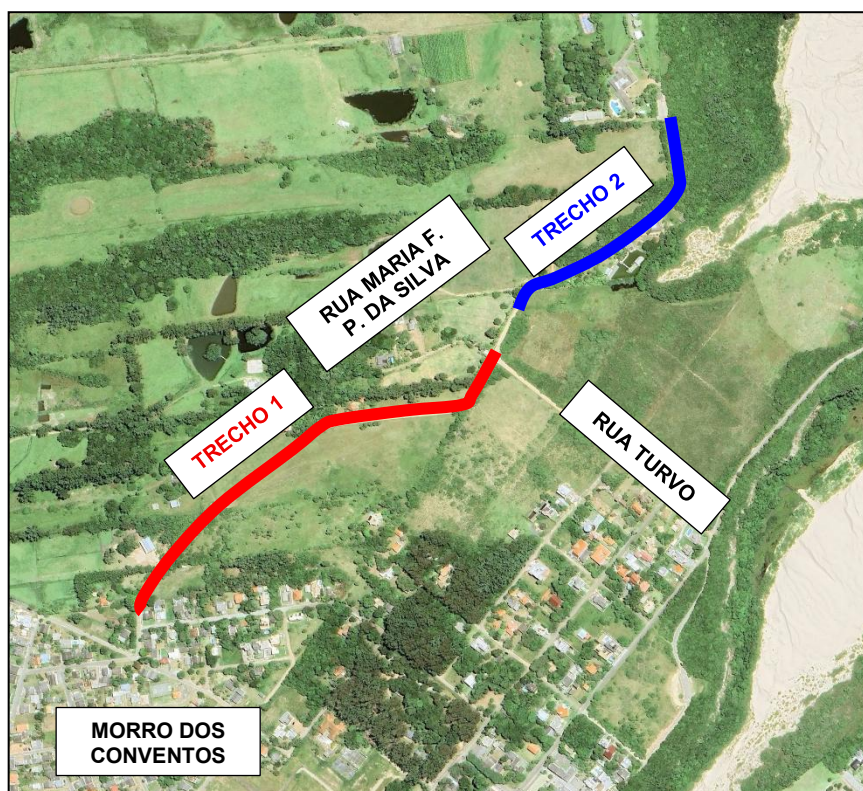 TRECHO 2
RUA MARIA F.
P. DA SILVA
TRECHO 1
RUA TURVO
MORRO DOS
CONVENTOS